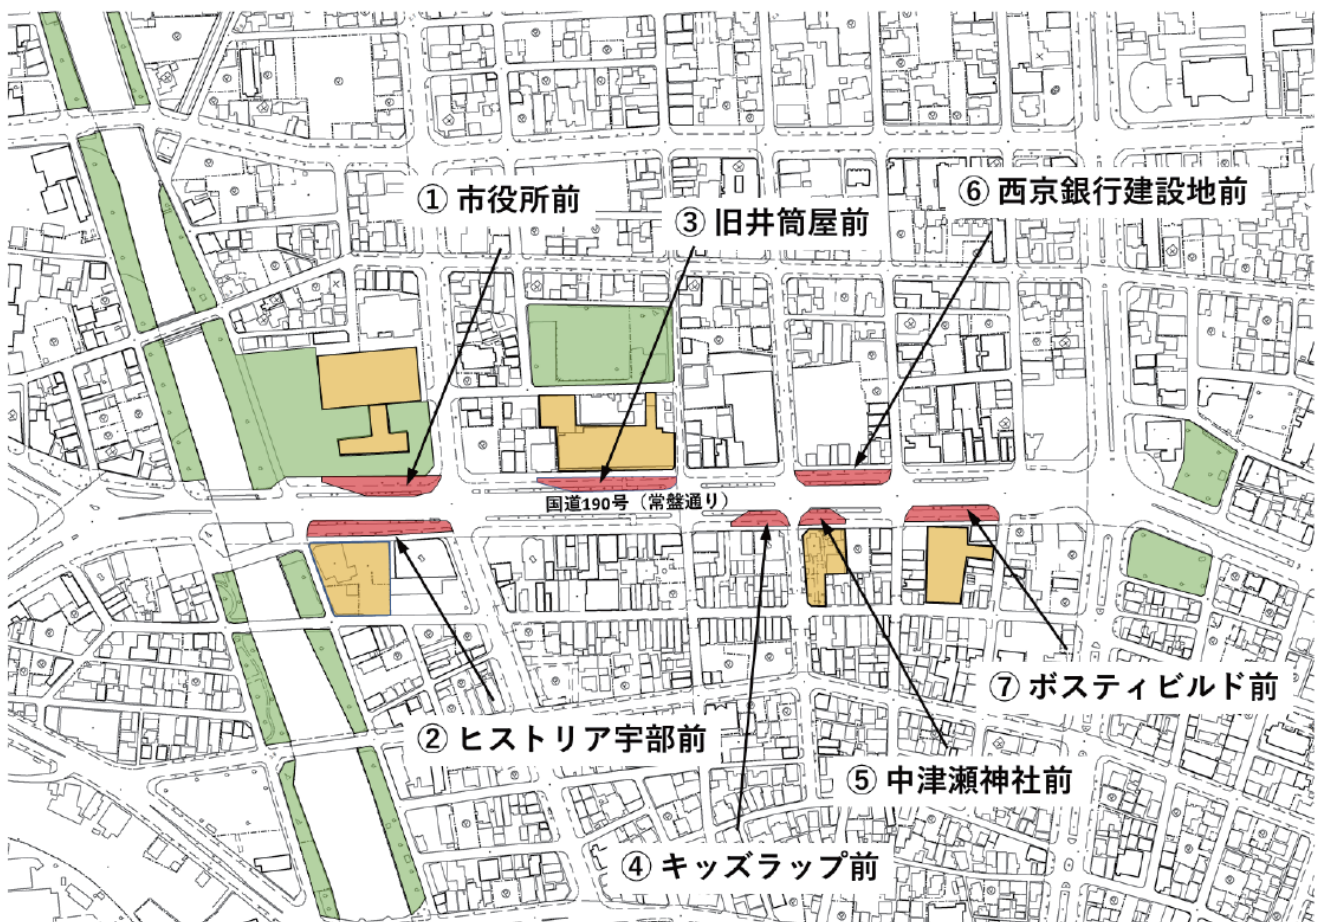 ① 市役所前
③ 旧井筒屋前
⑥ 西京銀行建設地前
国道190号（常盤通り）
② ヒストリア宇部前
④ キッズラップ前
⑤ 中津瀬神社前
⑦ ボスティビルド前